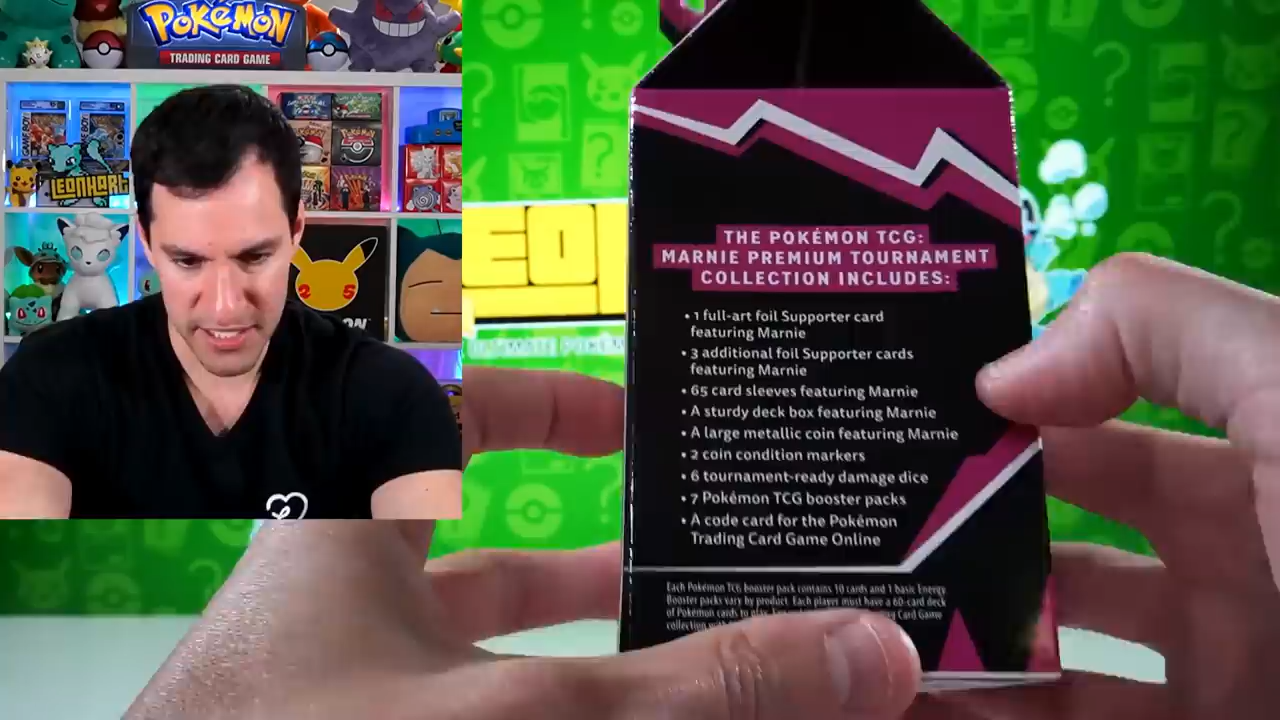 POKÉMON
TRADING CARD GAME
LEONHART
25
THE POKÉMON TCG:
MARNIE PREMIUM TOURNAMENT
COLLECTION INCLUDES:
• 1 full-art foil Supporter card
featuring Marnie
• 3 additional foil Supporter cards
featuring Marnie
• 65 card sleeves featuring Marnie
• A sturdy deck box featuring Marnie
• A large metallic coin featuring Marnie
• 2 coin condition markers
• 6 tournament-ready damage dice
• 7 Pokémon TCG booster packs
• A code card for the Pokémon
Trading Card Game Online
Each Pokémon TCG booster pack contains 10 cards and 1 basic Energy
Booster packs vary by product. Each player must have a 60-card deck
of Pokémon cards to play.
Card Game
collection